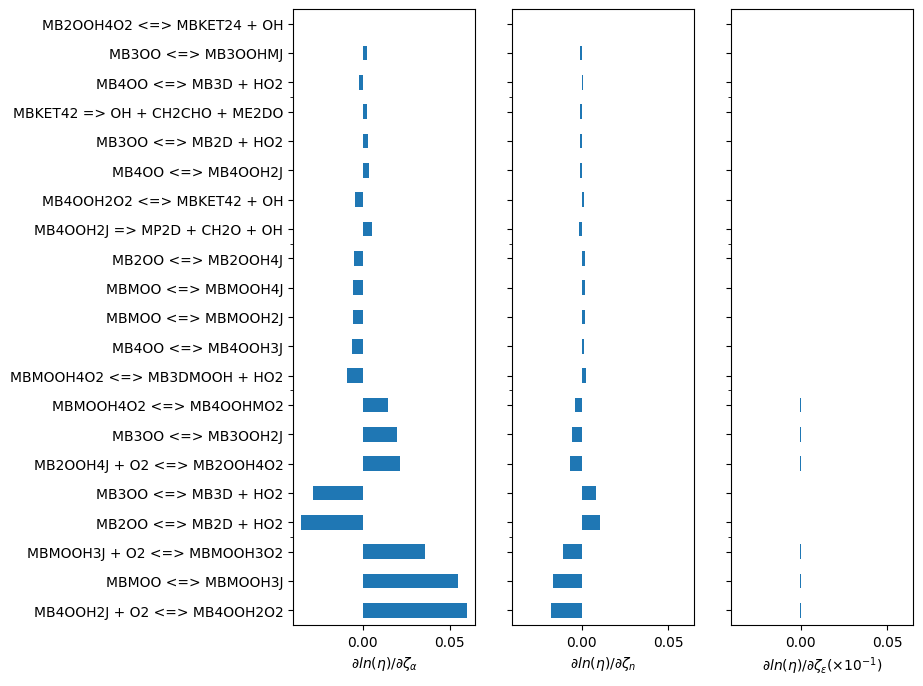 MB2OOH4O2 <=> MBKET24 + OH
MB3OO <=> MB3OOHMJ
MB4OO <=> MB3D + HO2
MBKET42 => OH + CH2CHO + ME2DO
MB3OO <=> MB2D + HO2
MB4OO <=> MB4OOH2J
MB4OOH2O2 <=> MBKET42 + OH
MB4OOH2J => MP2D + CH2O + OH
MB2OO <=> MB2OOH4J
MBMOO <=> MBMOOH4J
MBMOO <=> MBMOOH2J
MB4OO <=> MB4OOH3J
MBMOOH4O2 <=> MB3DMOOH + HO2
MBMOOH4O2 <=> MB4OOHMO2
MB3OO <=> MB3OOH2J
MB2OOH4J + O2 <=> MB2OOH4O2
MB3OO <=> MB3D + HO2
MB2OO <=> MB2D + HO2
MBMOOH3J + O2 <=> MBMOOH3O2
MBMOO <=> MBMOOH3J
MB4OOH2J + O2 <=> MB4OOH2O2
0.00 0.05 0.00 0.05 0.00 0.05
∂ln(η)/∂ζα ∂ln(η)/∂ζn ∂ln(η)/∂ζε(×10⁻¹)